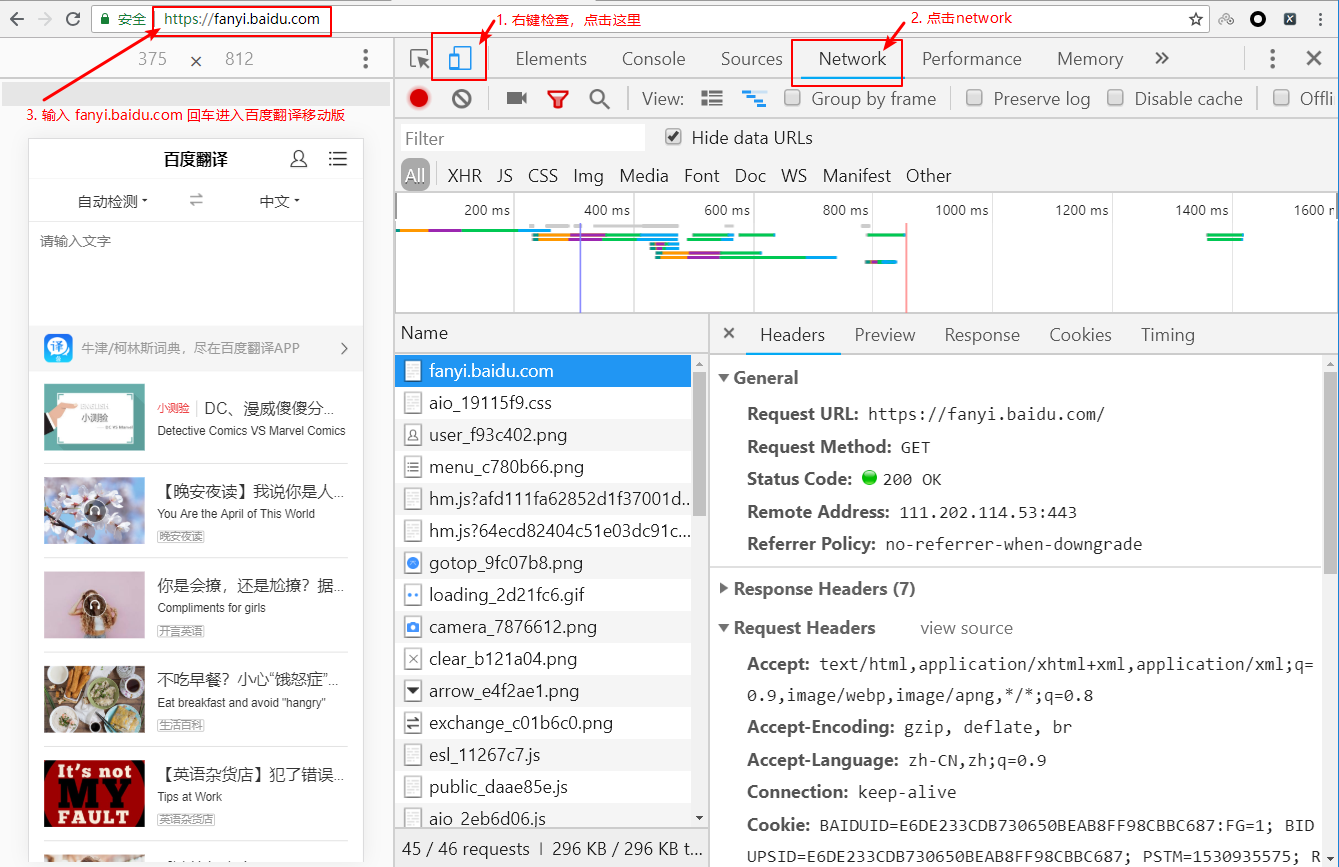 安全 https://fanyi.baidu.com
1. 右键检查，点击这里
2. 点击network
375 × 812
Elements Console Sources Network Performance Memory »
View: Group by frame Preserve log Disable cache Offli
3. 输入 fanyi.baidu.com 回车进入百度翻译移动版
Filter Hide data URLs
All XHR JS CSS Img Media Font Doc WS Manifest Other
200 ms 400 ms 600 ms 800 ms 1000 ms 1200 ms 1400 ms 1600 r
百度翻译
自动检测 中文
请输入文字
译
牛津/柯林斯词典，尽在百度翻译APP
小测验
小测验 DC、漫威傻傻分...
Detective Comics VS Marvel Comics
【晚安夜读】我说你是人...
You Are the April of This World
晚安夜读
你是会撩，还是尬撩？据...
Compliments for girls
开言英语
不吃早餐？小心“饿怒症”...
Eat breakfast and avoid "hangry"
生活百科
It's not
MY
FAULT
【英语杂货店】犯了错误...
Tips at Work
英语杂货店
Name
fanyi.baidu.com
aio_19115f9.css
user_f93c402.png
menu_c780b66.png
hm.js?afd111fa62852d1f37001d...
hm.js?64ecd82404c51e03dc91c...
gotop_9fc07b8.png
loading_2d21fc6.gif
camera_7876612.png
clear_b121a04.png
arrow_e4f2ae1.png
exchange_c01b6c0.png
esl_11267c7.js
public_daae85e.js
aio_2eb6d06.js
45 / 46 requests | 296 KB / 296 KB t...
× Headers Preview Response Cookies Timing
General
Request URL: https://fanyi.baidu.com/
Request Method: GET
Status Code: 200 OK
Remote Address: 111.202.114.53:443
Referrer Policy: no-referrer-when-downgrade
Response Headers (7)
Request Headers view source
Accept: text/html,application/xhtml+xml,application/xml;q=
0.9,image/webp,image/apng,*/*;q=0.8
Accept-Encoding: gzip, deflate, br
Accept-Language: zh-CN,zh;q=0.9
Connection: keep-alive
Cookie: BAIDUID=E6DE233CDB730650BEAB8FF98CBBC687:FG=1; BID
UPSID=E6DE233CDB730650BEAB8FF98CBBC687; PSTM=1530935575; R